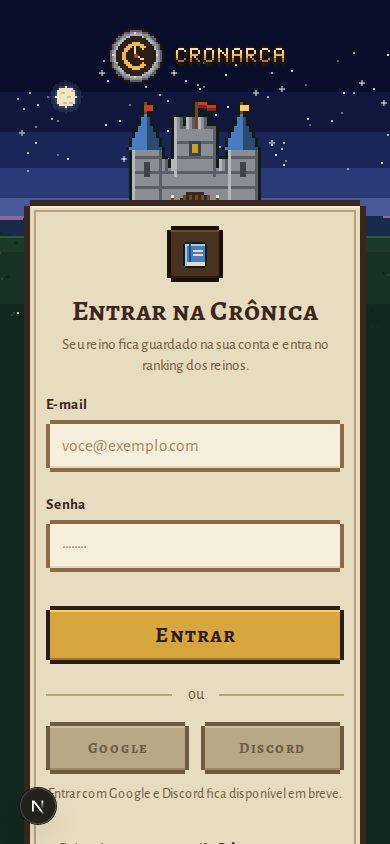 CRONARCA
Entrar na Crônica
Seu reino fica guardado na sua conta e entra no
ranking dos reinos.
E-mail
voce@exemplo.com
Senha
Entrar
ou
Google
Discord
Entrar com Google e Discord fica disponível em breve.
N